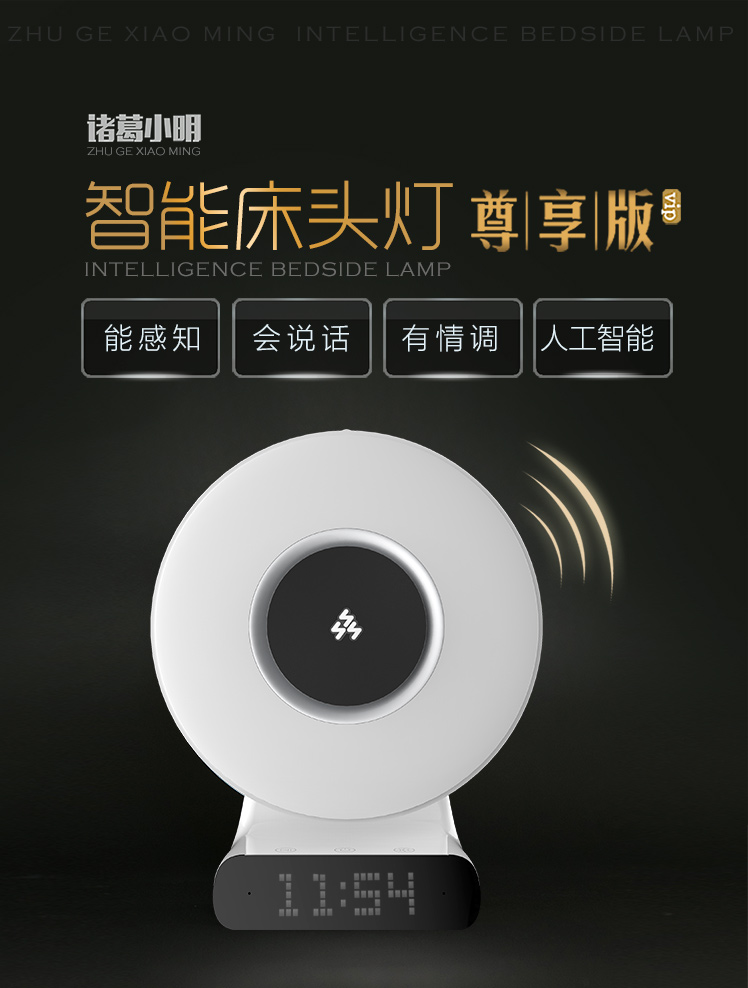 ZHU GE XIAO MING INTELLIGENCE BEDSIDE LAMP
诸葛小明
ZHU GE XIAO MING
智能床头灯 尊享版 vip
INTELLIGENCE BEDSIDE LAMP
能感知 会说话 有情调 人工智能
11:54